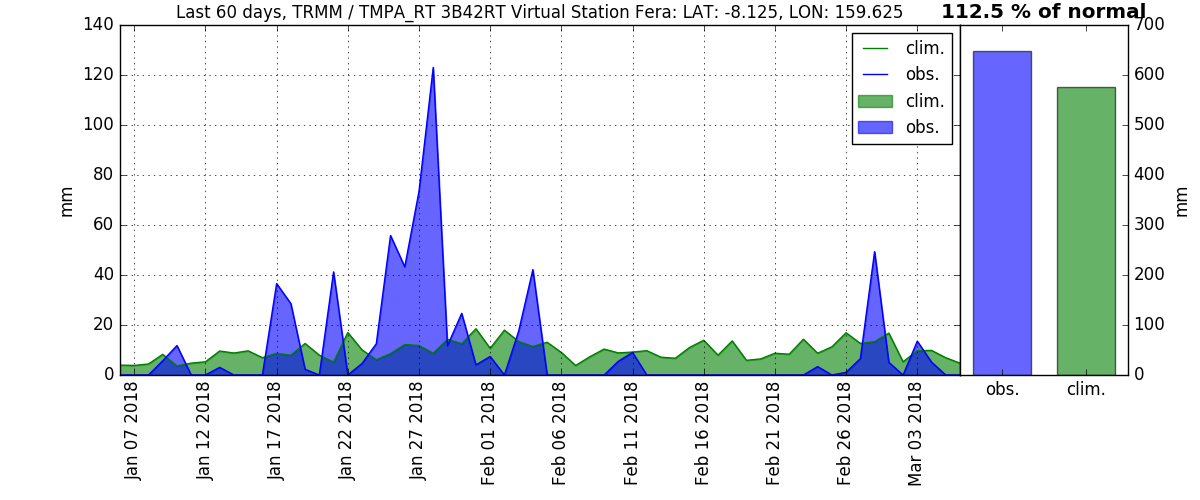 Last 60 days, TRMM / TMPA_RT 3B42RT Virtual Station Fera: LAT: -8.125, LON: 159.625
112.5 % of normal
140
120
100
80
60
40
20
0
mm
clim.
obs.
clim.
obs.
700
600
500
400
300
200
100
0
mm
Jan 07 2018
Jan 12 2018
Jan 17 2018
Jan 22 2018
Jan 27 2018
Feb 01 2018
Feb 06 2018
Feb 11 2018
Feb 16 2018
Feb 21 2018
Feb 26 2018
Mar 03 2018
obs.
clim.